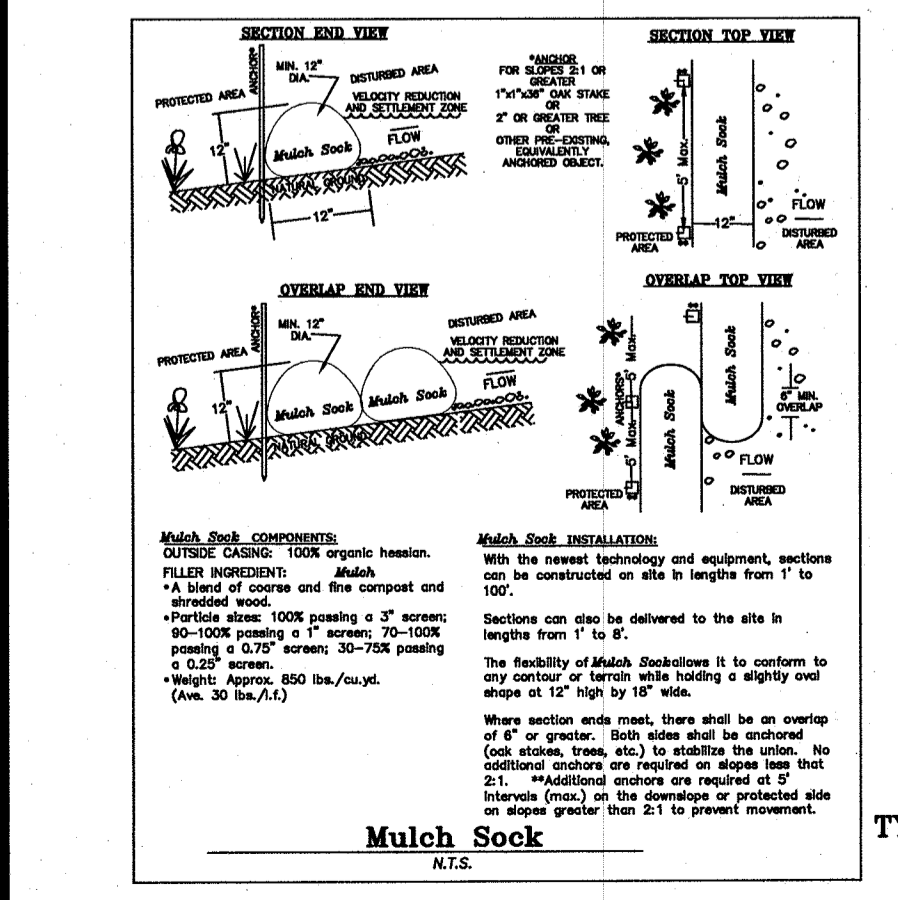 SECTION END VIEW
ANCHOR*
MIN. 12"
DIA.
DISTURBED AREA
PROTECTED AREA
VELOCITY REDUCTION
AND SETTLEMENT ZONE
12"
FLOW
Mulch Sock
NATURAL GROUND
12"
*ANCHOR
FOR SLOPES 2:1 OR
GREATER
1"x1"x36" OAK STAKE
OR
2" OR GREATER TREE
OR
OTHER PRE-EXISTING,
EQUIVALENTLY
ANCHORED OBJECT.
SECTION TOP VIEW
5' Max.
Mulch Sock
12"
FLOW
PROTECTED
AREA
DISTURBED
AREA
OVERLAP END VIEW
ANCHOR*
MIN. 12"
DIA.
DISTURBED AREA
PROTECTED AREA
VELOCITY REDUCTION
AND SETTLEMENT ZONE
12"
FLOW
Mulch Sock
Mulch Sock
NATURAL GROUND
OVERLAP TOP VIEW
5' Max.
ANCHORS*
5' Max.
Mulch Sock
Mulch Sock
6" MIN.
OVERLAP
FLOW
PROTECTED
AREA
DISTURBED
AREA
Mulch Sock COMPONENTS:
OUTSIDE CASING: 100% organic hessian.
FILLER INGREDIENT: Mulch
•A blend of coarse and fine compost and
shredded wood.
•Particle sizes: 100% passing a 3" screen;
90-100% passing a 1" screen; 70-100%
passing a 0.75" screen; 30-75% passing
a 0.25" screen.
•Weight: Approx. 850 lbs./cu.yd.
(Ave. 30 lbs./l.f.)
Mulch Sock INSTALLATION:
With the newest technology and equipment, sections
can be constructed on site in lengths from 1' to
100'.
Sections can also be delivered to the site in
lengths from 1' to 8'.
The flexibility of Mulch Sock allows it to conform to
any contour or terrain while holding a slightly oval
shape at 12" high by 18" wide.
Where section ends meet, there shall be an overlap
of 6" or greater. Both sides shall be anchored
(oak stakes, trees, etc.) to stabilize the union. No
additional anchors are required on slopes less that
2:1. **Additional anchors are required at 5'
intervals (max.) on the downslope or protected side
on slopes greater than 2:1 to prevent movement.
Mulch Sock
N.T.S.